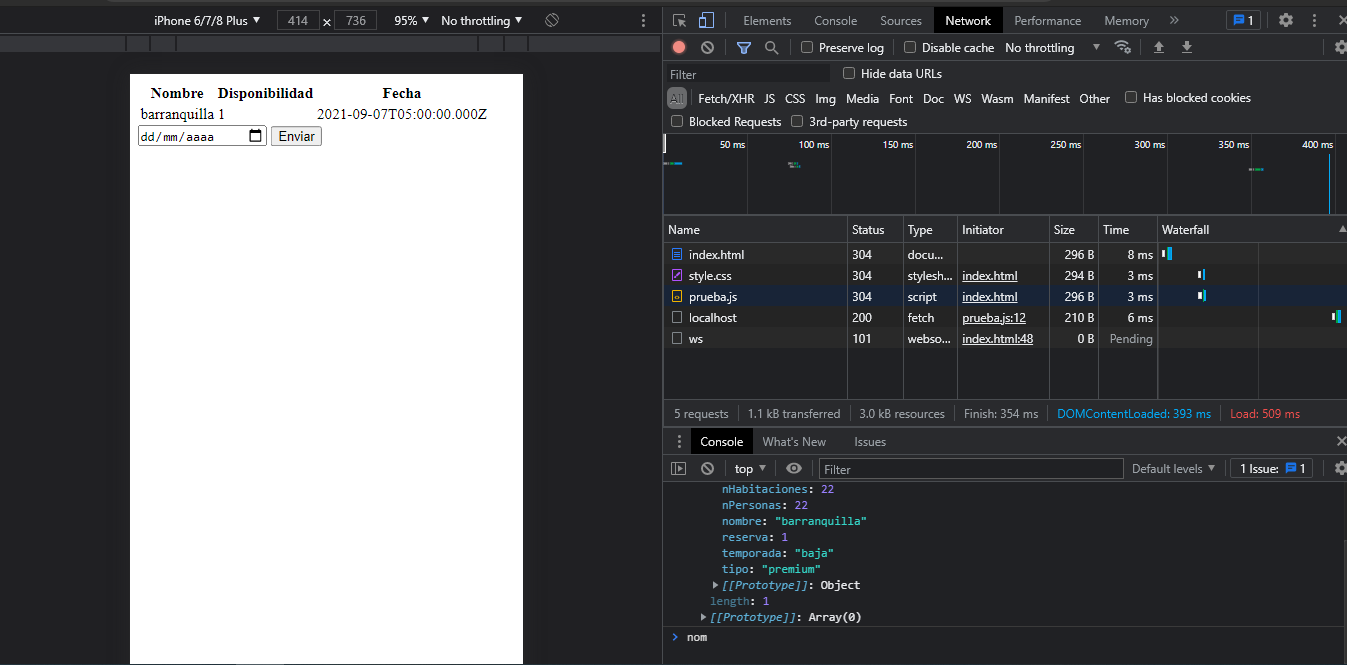 iPhone 6/7/8 Plus ▼ 414 x 736 95% ▼ No throttling ▼
Nombre Disponibilidad Fecha
barranquilla 1 2021-09-07T05:00:00.000Z
dd/mm/aaaa Enviar
Elements Console Sources Network Performance Memory » 1
Preserve log Disable cache No throttling ▼
Filter Hide data URLs
All Fetch/XHR JS CSS Img Media Font Doc WS Wasm Manifest Other Has blocked cookies
Blocked Requests 3rd-party requests
50 ms 100 ms 150 ms 200 ms 250 ms 300 ms 350 ms 400 ms
Name Status Type Initiator Size Time Waterfall
index.html 304 docu... 296 B 8 ms
style.css 304 stylesh... index.html 294 B 3 ms
prueba.js 304 script index.html 296 B 3 ms
localhost 200 fetch prueba.js:12 210 B 6 ms
ws 101 webso... index.html:48 0 B Pending
5 requests 1.1 kB transferred 3.0 kB resources Finish: 354 ms DOMContentLoaded: 393 ms Load: 509 ms
Console What's New Issues
top ▼ Filter Default levels ▼ 1 Issue: 1
nHabitaciones: 22
nPersonas: 22
nombre: "barranquilla"
reserva: 1
temporada: "baja"
tipo: "premium"
[[Prototype]]: Object
length: 1
[[Prototype]]: Array(0)
nom